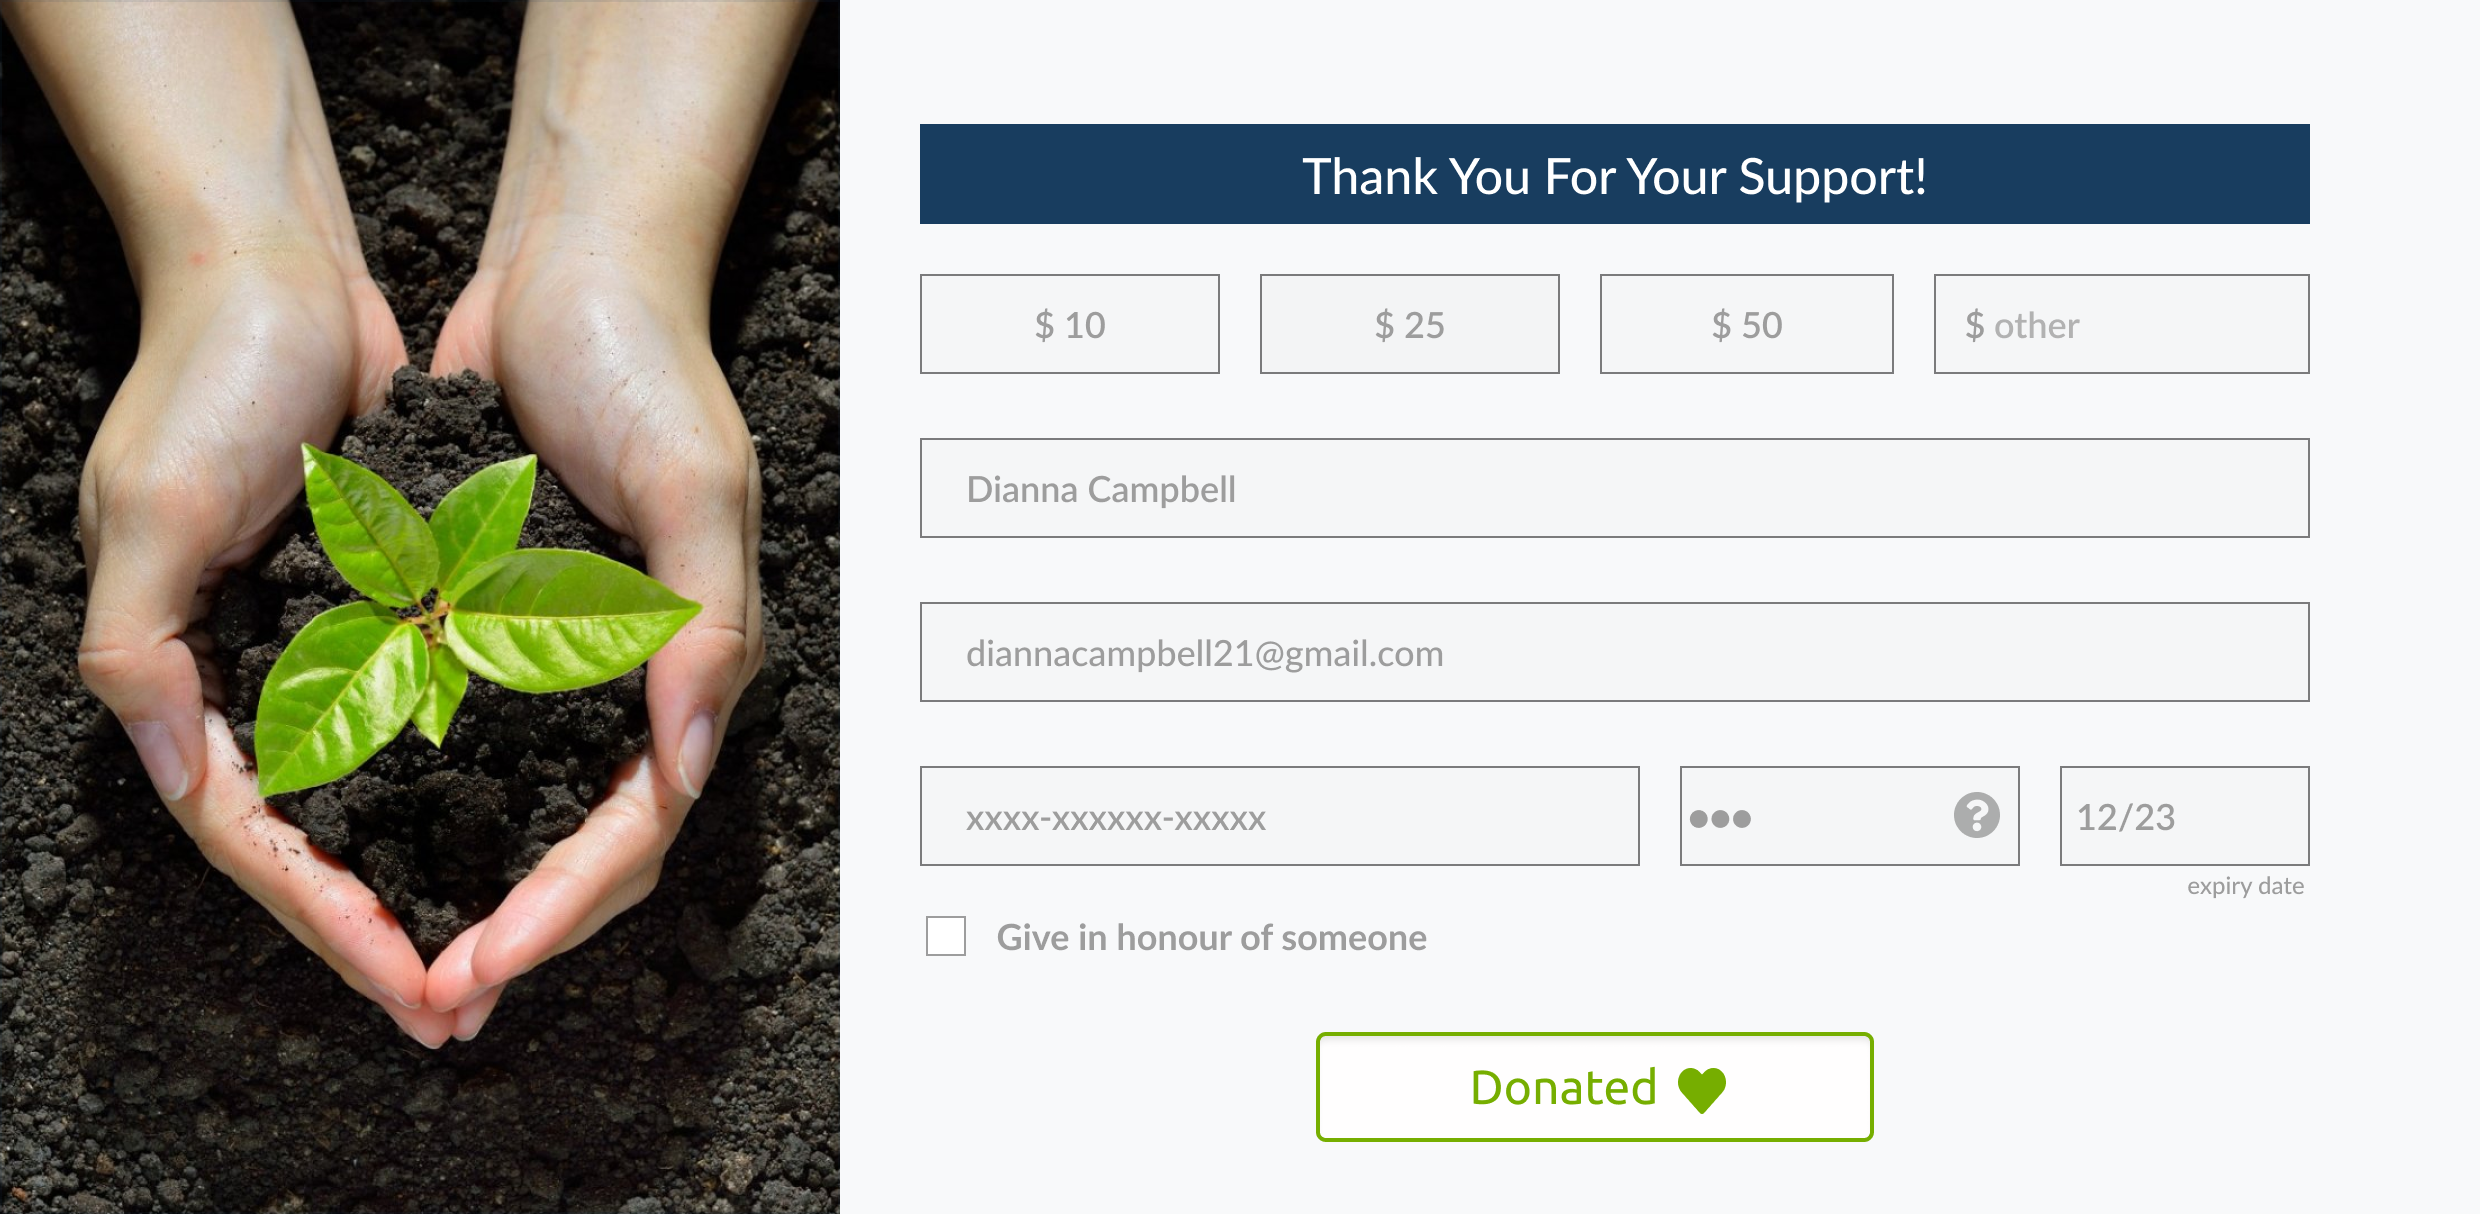 Thank You For Your Support!
$ 10 $ 25 $ 50 $ other
Dianna Campbell
diannacampbell21@gmail.com
xxxx-xxxxxx-xxxxx ●●● ? 12/23
expiry date
Give in honour of someone
Donated